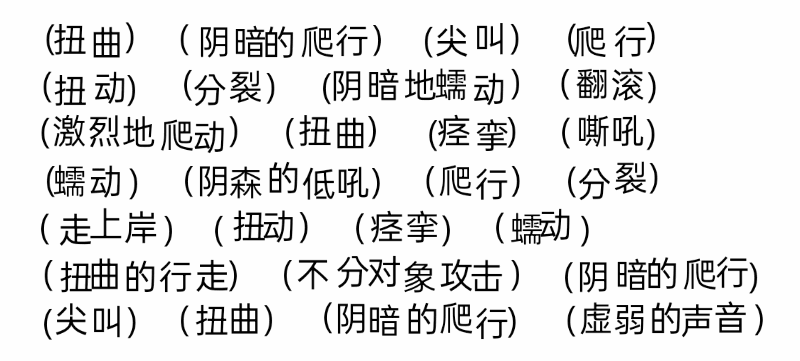 (扭曲) (阴暗的爬行) (尖叫) (爬行)
(扭动) (分裂) (阴暗地蠕动) (翻滚)
(激烈地爬动) (扭曲) (痉挛) (嘶吼)
(蠕动) (阴森的低吼) (爬行) (分裂)
(走上岸) (扭动) (痉挛) (蠕动)
(扭曲的行走) (不分对象攻击) (阴暗的爬行)
(尖叫) (扭曲) (阴暗的爬行) (虚弱的声音)